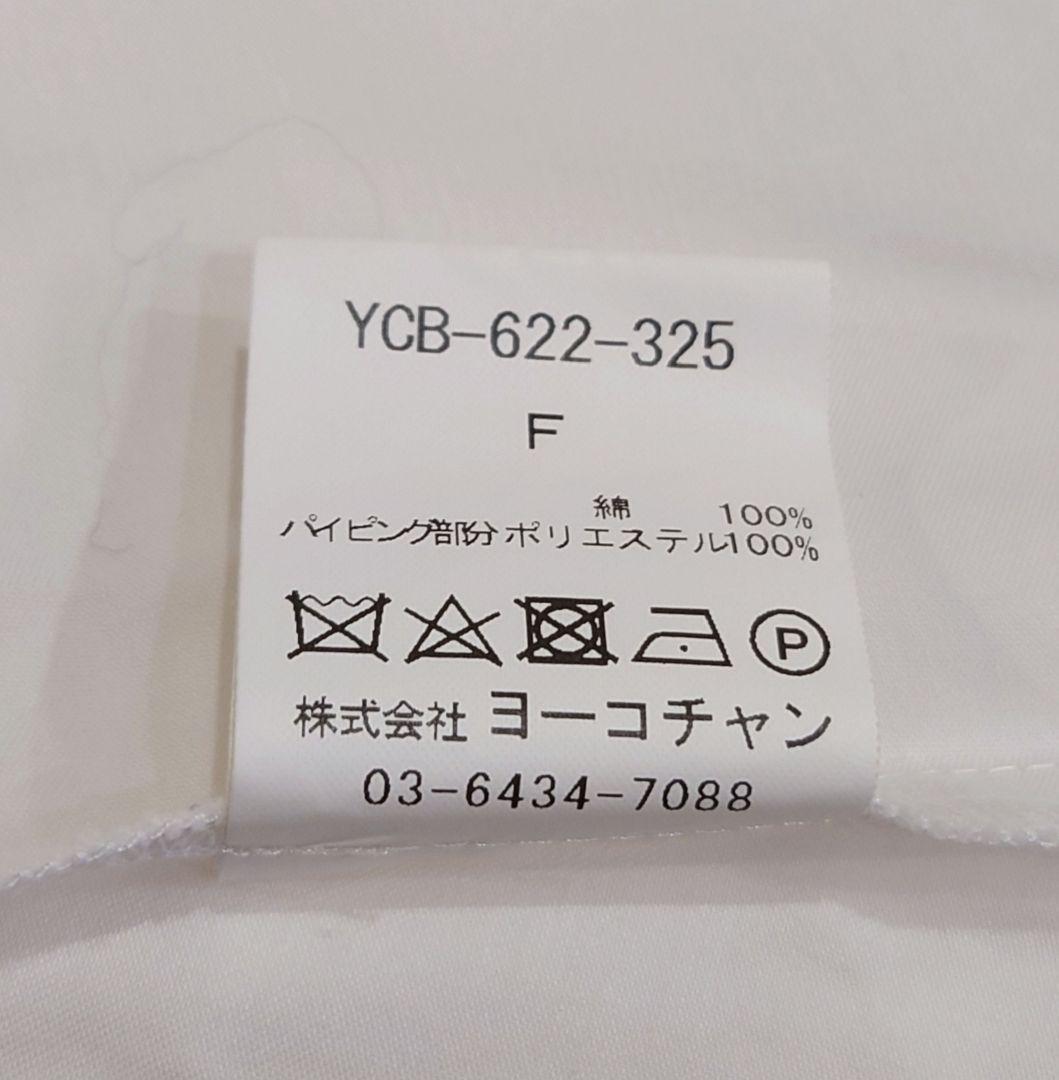 YCB-622-325
F
綿 100%
パイピング部分 ポリエステル100%
P
株式会社 ヨーコチャン
03-6434-7088